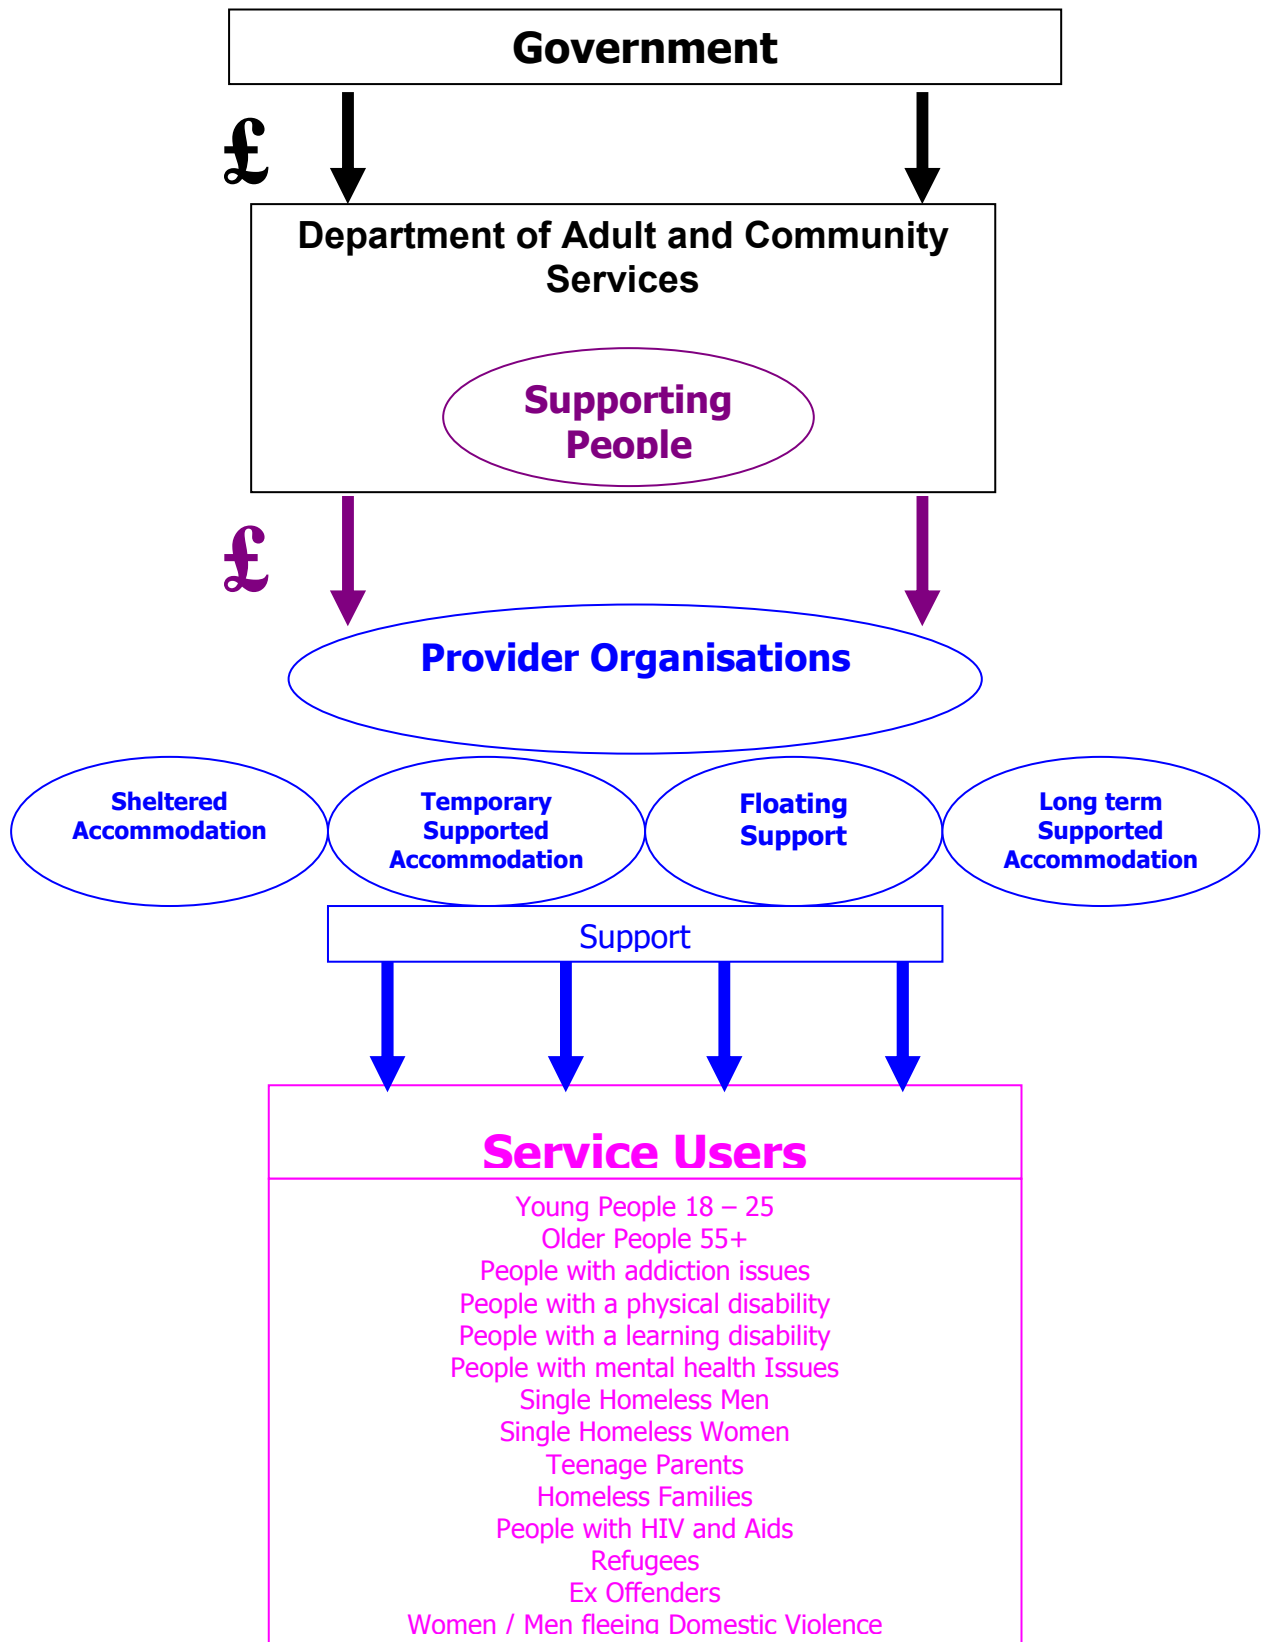 Government
£
Department of Adult and Community
Services
Supporting
People
£
Provider Organisations
Sheltered
Accommodation
Temporary
Supported
Accommodation
Floating
Support
Long term
Supported
Accommodation
Support
Service Users
Young People 18 – 25
Older People 55+
People with addiction issues
People with a physical disability
People with a learning disability
People with mental health Issues
Single Homeless Men
Single Homeless Women
Teenage Parents
Homeless Families
People with HIV and Aids
Refugees
Ex Offenders
Women / Men fleeing Domestic Violence